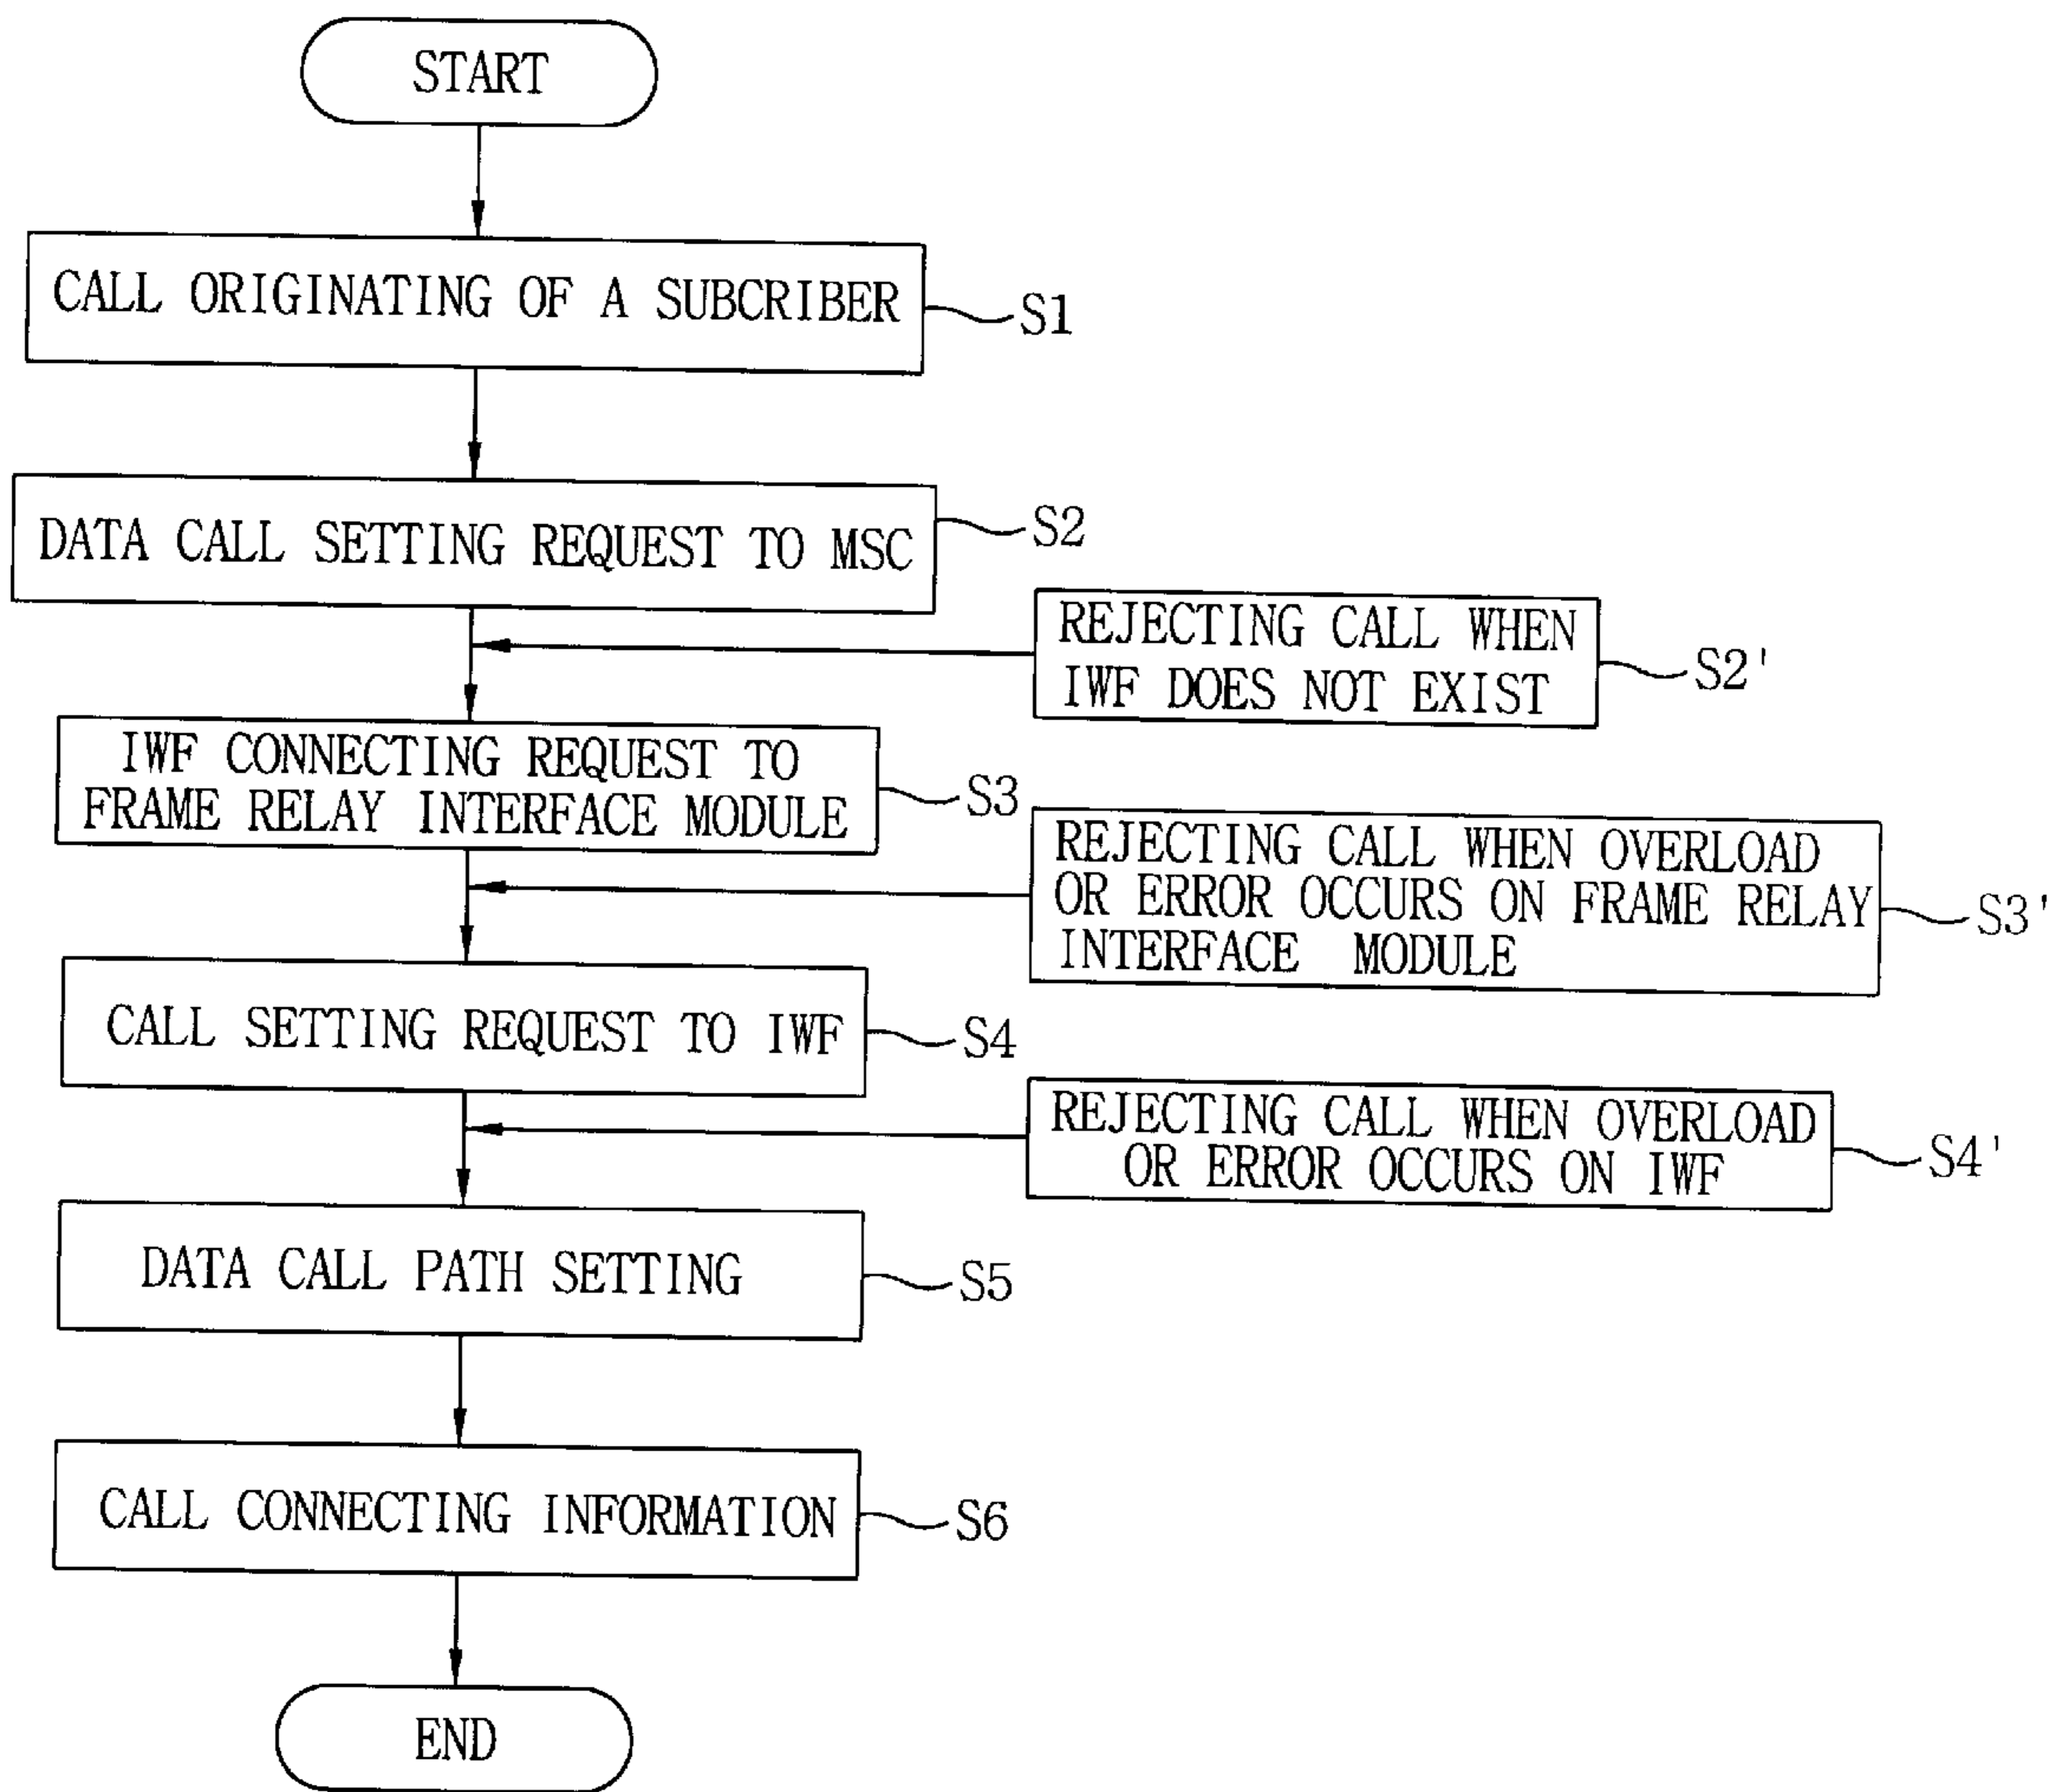 START
CALL ORIGINATING OF A SUBCRIBER
S1
DATA CALL SETTING REQUEST TO MSC
S2
REJECTING CALL WHEN
IWF DOES NOT EXIST
S2'
IWF CONNECTING REQUEST TO
FRAME RELAY INTERFACE MODULE
S3
REJECTING CALL WHEN OVERLOAD
OR ERROR OCCURS ON FRAME RELAY
INTERFACE MODULE
S3'
CALL SETTING REQUEST TO IWF
S4
REJECTING CALL WHEN OVERLOAD
OR ERROR OCCURS ON IWF
S4'
DATA CALL PATH SETTING
S5
CALL CONNECTING INFORMATION
S6
END